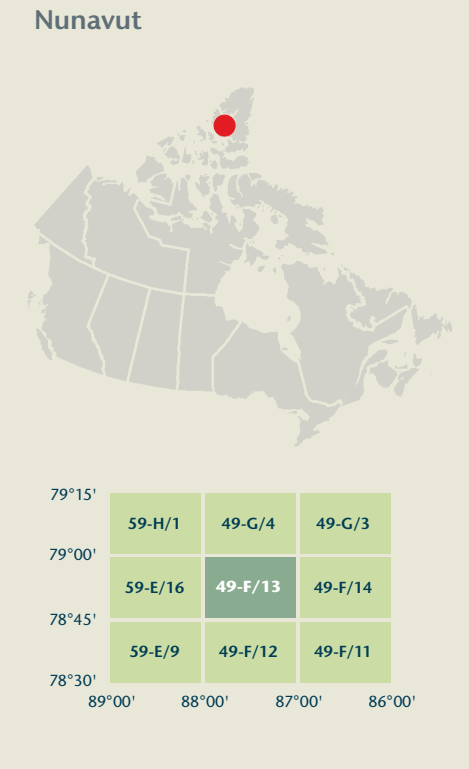 Nunavut
79°15'
59-H/1 49-G/4 49-G/3
79°00'
59-E/16 49-F/13 49-F/14
78°45'
59-E/9 49-F/12 49-F/11
78°30'
89°00' 88°00' 87°00' 86°00'